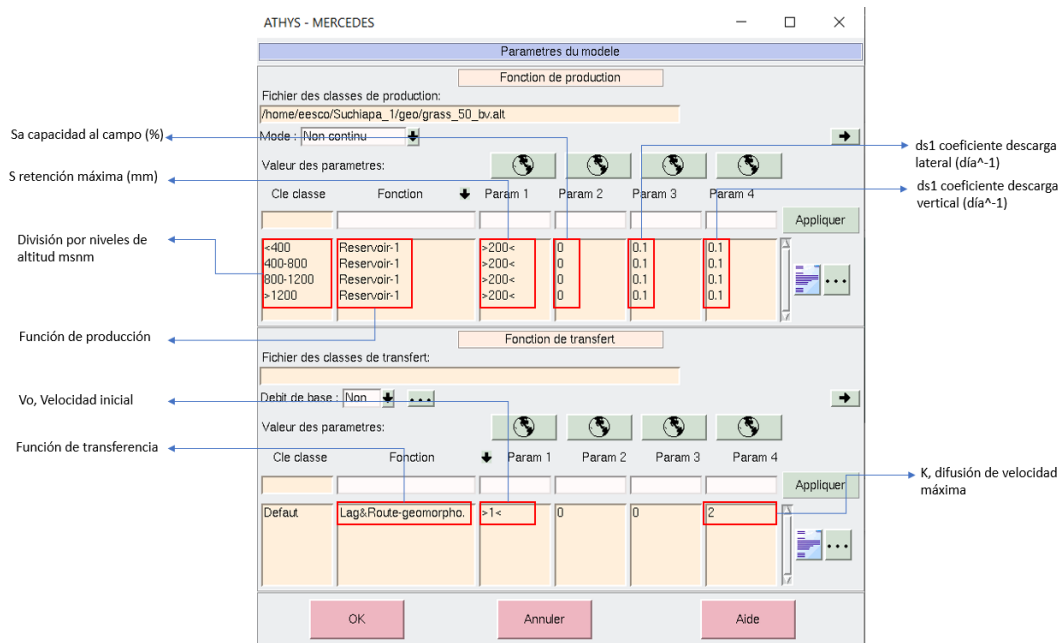 ATHYS - MERCEDES
Parametres du modele
Fonction de production
Fichier des classes de production:
/home/eesco/Suchiapa_1/geo/grass_50_bv.alt
Sa capacidad al campo (%)
Mode : Non continu
ds1 coeficiente descarga
lateral (día^-1)
Valeur des parametres:
S retención máxima (mm)
ds1 coeficiente descarga
vertical (día^-1)
Cle classe Fonction Param 1 Param 2 Param 3 Param 4
Appliquer
División por niveles de
altitud msnm
<400 Reservoir-1 >200< 0 0.1 0.1
400-800 Reservoir-1 >200< 0 0.1 0.1
800-1200 Reservoir-1 >200< 0 0.1 0.1
>1200 Reservoir-1 >200< 0 0.1 0.1
...
Función de producción
Fonction de transfert
Fichier des classes de transfert:
Vo, Velocidad inicial
Debit de base : Non ...
Valeur des parametres:
Función de transferencia
Cle classe Fonction Param 1 Param 2 Param 3 Param 4
K, difusión de velocidad
máxima
Appliquer
Defaut Lag&Route-geomorpho. >1< 0 0 2
...
OK Annuler Aide